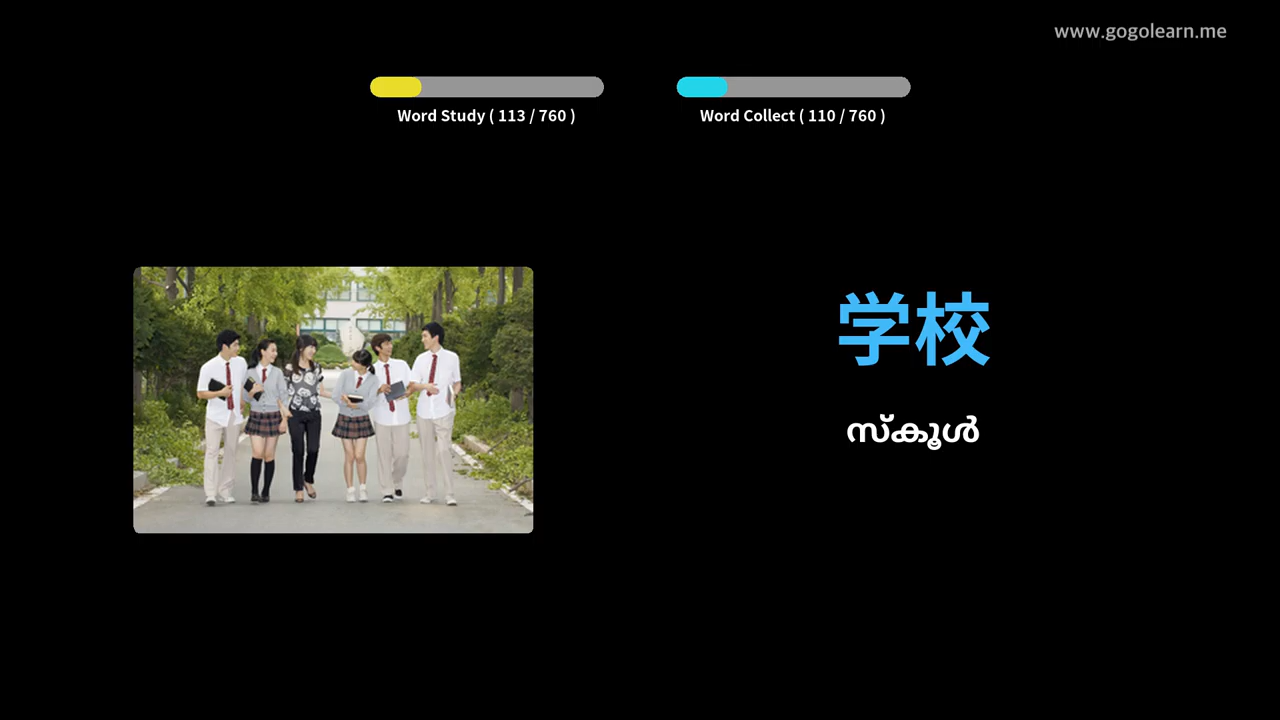 www.gogolearn.me
Word Study ( 113 / 760 )
Word Collect ( 110 / 760 )
学校
സ്കൂൾ